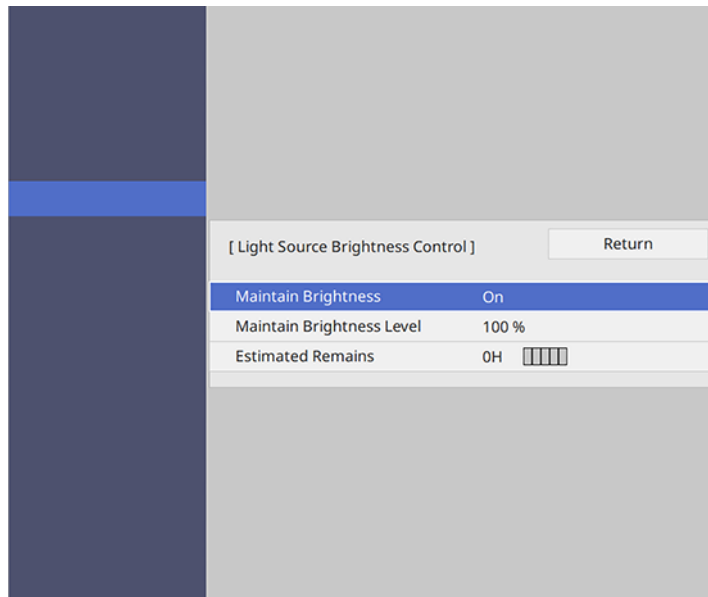 [ Light Source Brightness Control ] Return
Maintain Brightness On
Maintain Brightness Level 100 %
Estimated Remains 0H